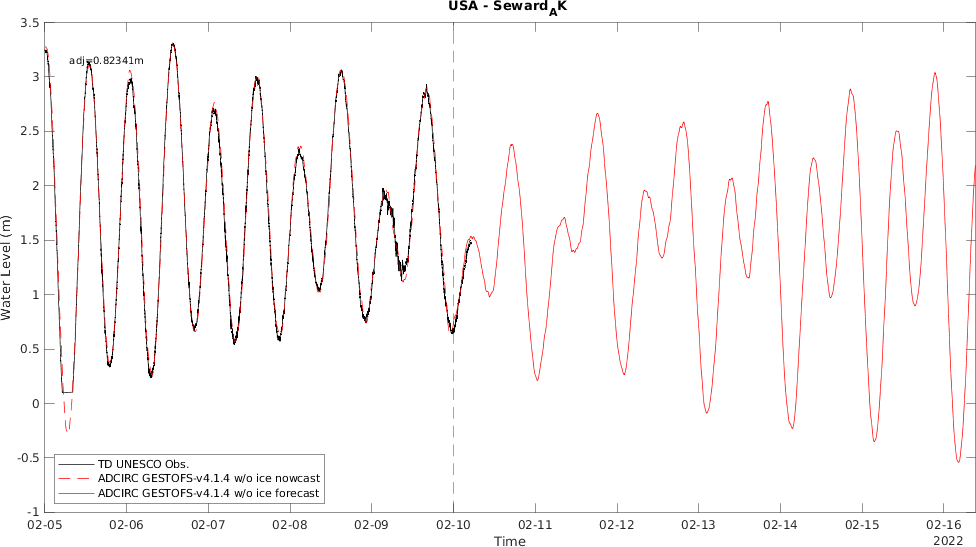 USA - Seward_AK
adj=0.82341m
3.5
3
2.5
2
1.5
1
0.5
0
-0.5
-1
Water Level (m)
TD UNESCO Obs.
ADCIRC GESTOFS-v4.1.4 w/o ice nowcast
ADCIRC GESTOFS-v4.1.4 w/o ice forecast
02-05 02-06 02-07 02-08 02-09 02-10 02-11 02-12 02-13 02-14 02-15 02-16
Time
2022